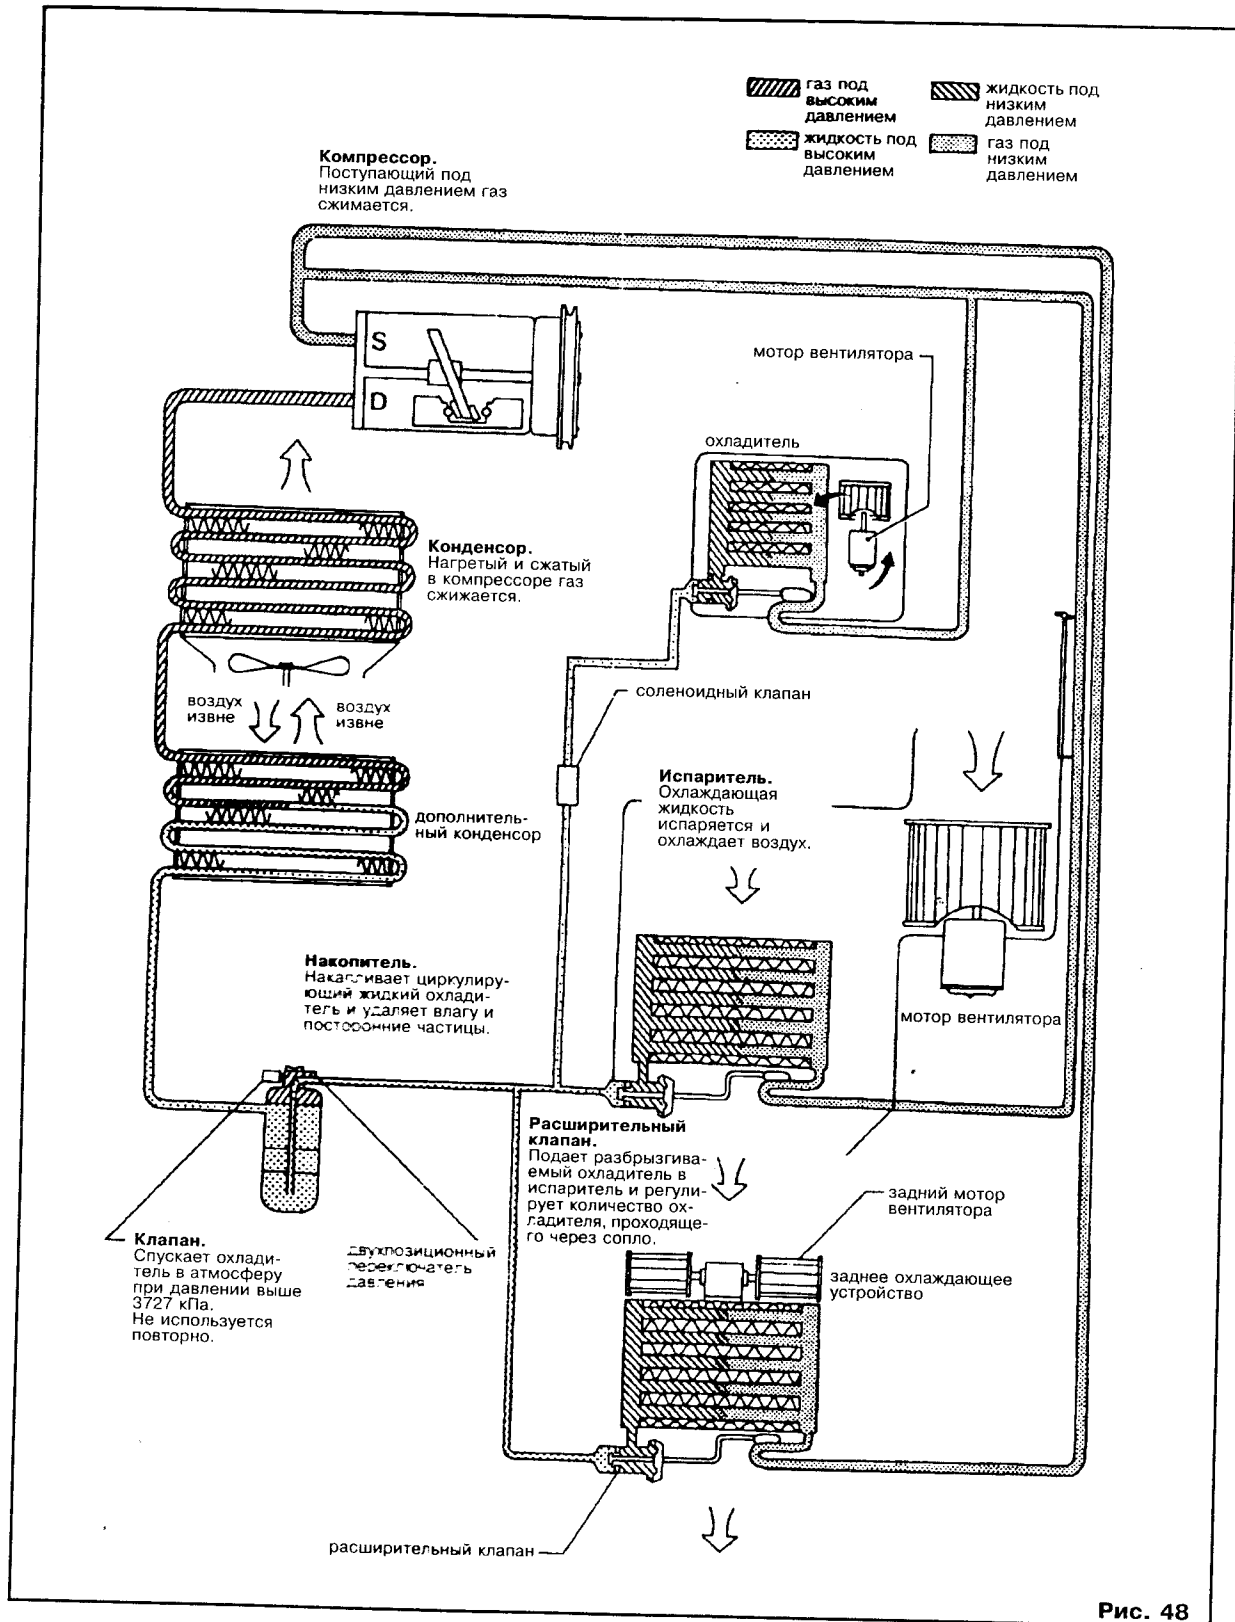 газ под
высоким
давлением
жидкость под
низким
давлением
жидкость под
высоким
давлением
газ под
низким
давлением
Компрессор.
Поступающий под
низким давлением газ
сжимается.
S
D
мотор вентилятора
охладитель
Конденсор.
Нагретый и сжатый
в компрессоре газ
сжижается.
воздух
извне
воздух
извне
соленоидный клапан
Испаритель.
Охлаждающая
жидкость
испаряется и
охлаждает воздух.
дополнитель-
ный конденсор
Накопитель.
Накапливает циркулиру-
ющий жидкий охлади-
тель и удаляет влагу и
посторонние частицы.
мотор вентилятора
Расширительный
клапан.
Подает разбрызгива-
емый охладитель в
испаритель и регули-
рует количество ох-
ладителя, проходяще-
го через сопло.
задний мотор
вентилятора
Клапан.
Спускает охлади-
тель в атмосферу
при давлении выше
3727 кПа.
Не используется
повторно.
двухпозиционный
переключатель
давления
заднее охлаждающее
устройство
расширительный клапан
Рис. 48